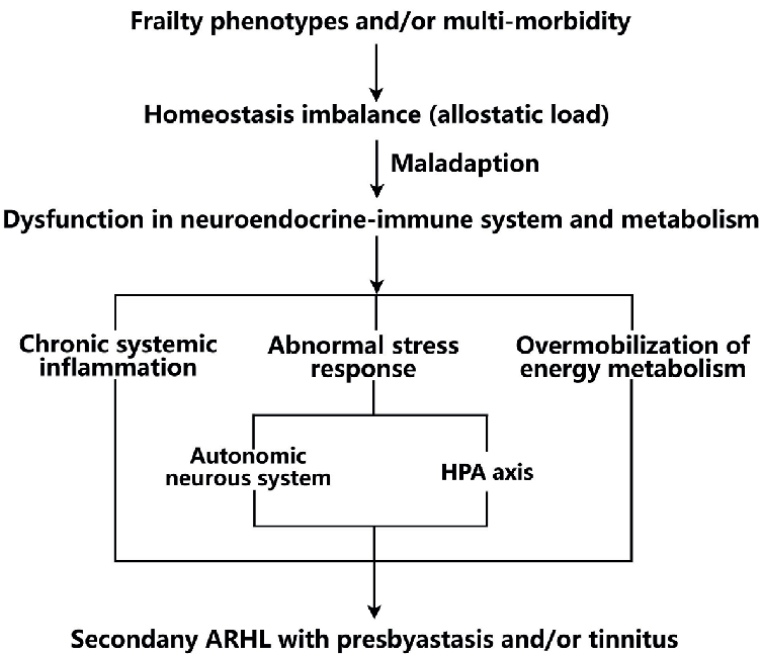 Frailty phenotypes and/or multi-morbidity
Homeostasis imbalance (allostatic load)
Maladaption
Dysfunction in neuroendocrine-immune system and metabolism
Chronic systemic
inflammation
Abnormal stress
response
Overmobilization of
energy metabolism
Autonomic
neurous system
HPA axis
Secondany ARHL with presbyastasis and/or tinnitus